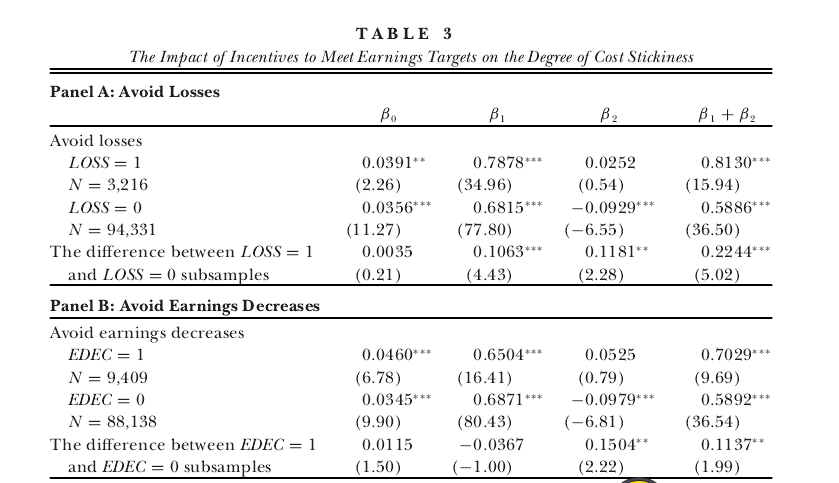 TABLE 3
The Impact of Incentives to Meet Earnings Targets on the Degree of Cost Stickiness
Panel A: Avoid Losses
β₀ β₁ β₂ β₁ + β₂
Avoid losses
LOSS = 1 0.0391** 0.7878*** 0.0252 0.8130***
N = 3,216 (2.26) (34.96) (0.54) (15.94)
LOSS = 0 0.0356*** 0.6815*** −0.0929*** 0.5886***
N = 94,331 (11.27) (77.80) (−6.55) (36.50)
The difference between LOSS = 1 0.0035 0.1063*** 0.1181** 0.2244***
and LOSS = 0 subsamples (0.21) (4.43) (2.28) (5.02)
Panel B: Avoid Earnings Decreases
Avoid earnings decreases
EDEC = 1 0.0460*** 0.6504*** 0.0525 0.7029***
N = 9,409 (6.78) (16.41) (0.79) (9.69)
EDEC = 0 0.0345*** 0.6871*** −0.0979*** 0.5892***
N = 88,138 (9.90) (80.43) (−6.81) (36.54)
The difference between EDEC = 1 0.0115 −0.0367 0.1504** 0.1137**
and EDEC = 0 subsamples (1.50) (−1.00) (2.22) (1.99)